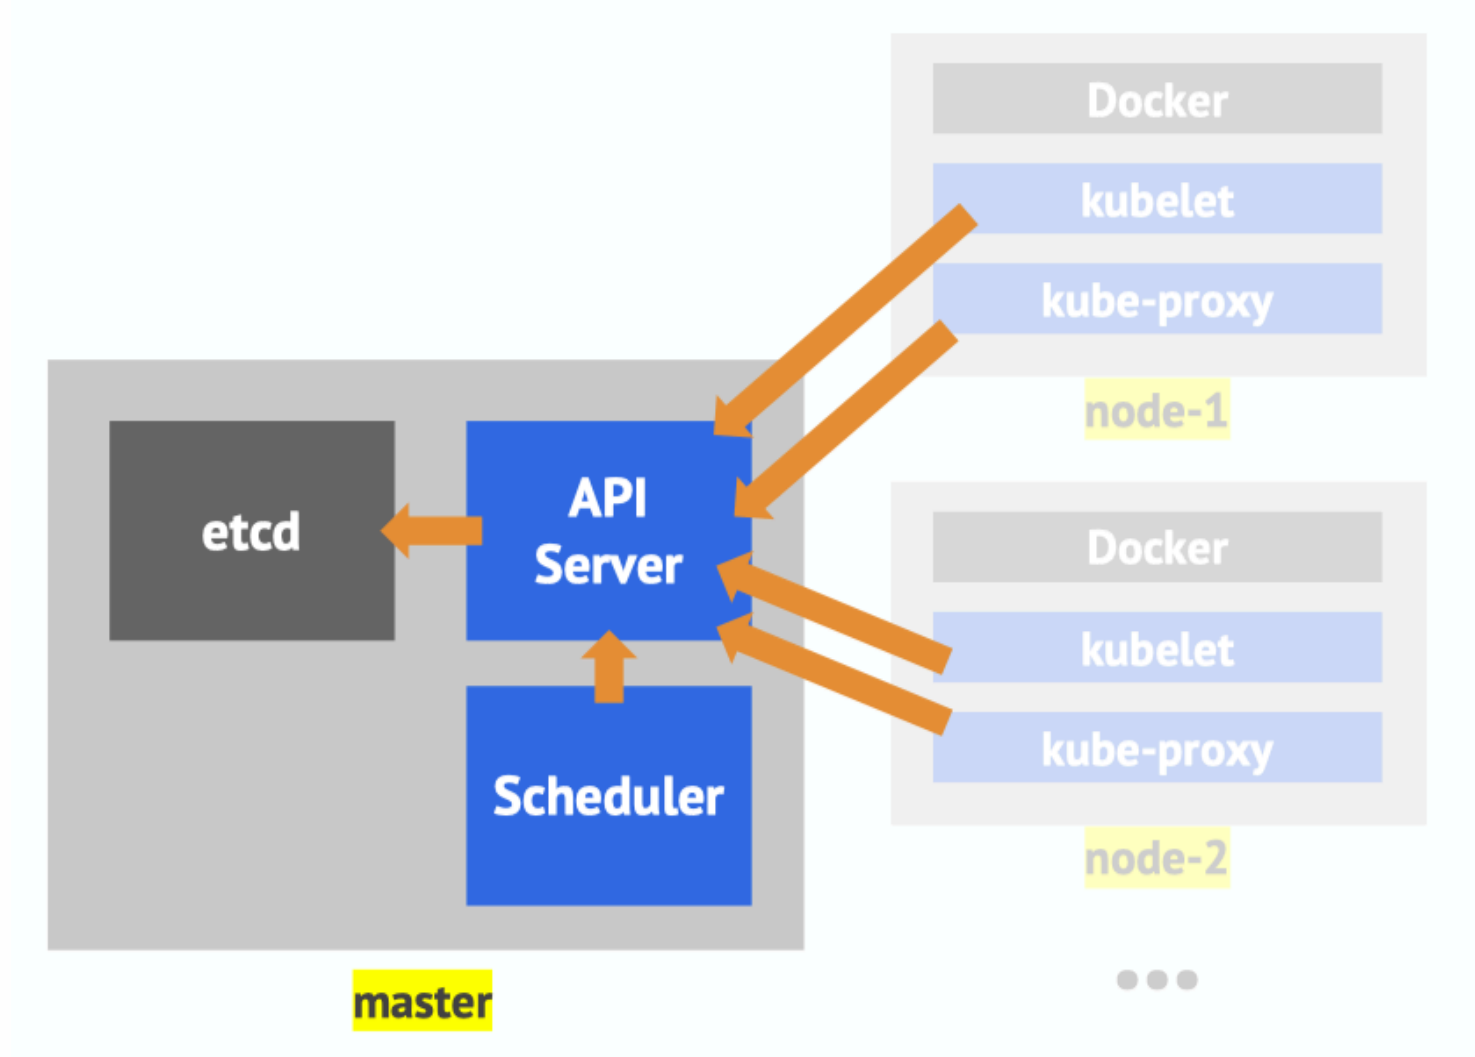 Docker
kubelet
kube-proxy
node-1
etcd
API
Server
Scheduler
master
Docker
kubelet
kube-proxy
node-2
...